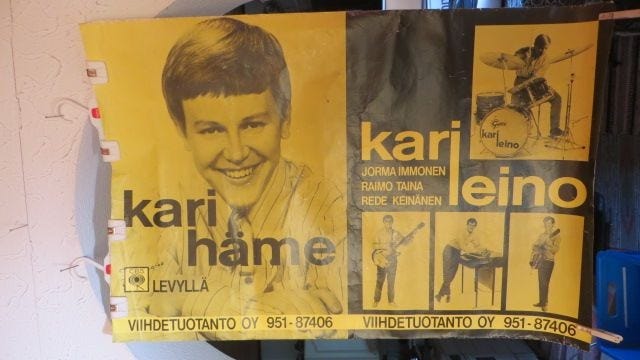 kari
häme
CBS
LEVYLLÄ
VIIHDETUOTANTO OY 951-87406
kari
leino
kari
JORMA IMMONEN
RAIMO TAINA
REDE KEINÄNEN
leino
VIIHDETUOTANTO OY 951-87406